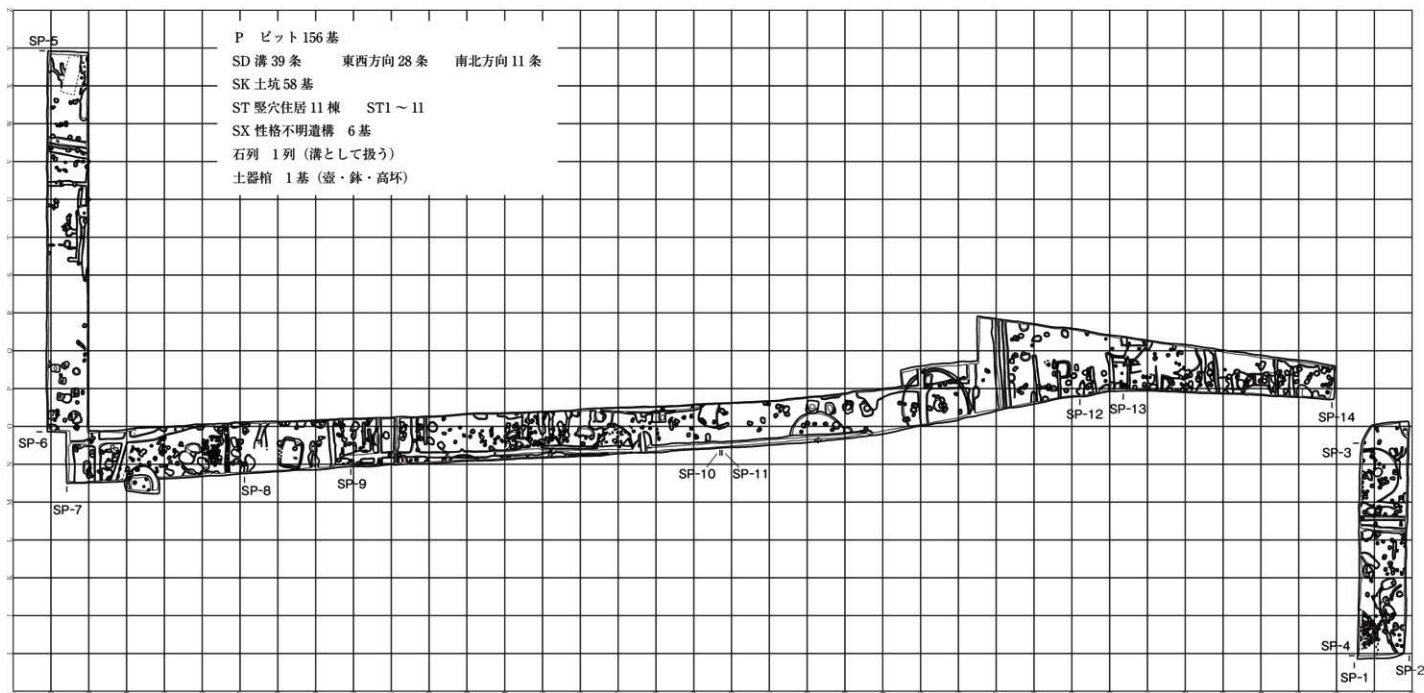 P ピット 156 基
SD 溝 39 条 東西方向 28 条 南北方向 11 条
SK 土坑 58 基
ST 竪穴住居 11 棟 ST1 ~ 11
SX 性格不明遺構 6 基
石列 1 列(溝として扱う)
土器棺 1 基(壺・鉢・高坏)
SP-5
SP-6
SP-7
SP-8
SP-9
SP-10
SP-11
SP-12
SP-13
SP-14
SP-3
SP-4
SP-1
SP-2